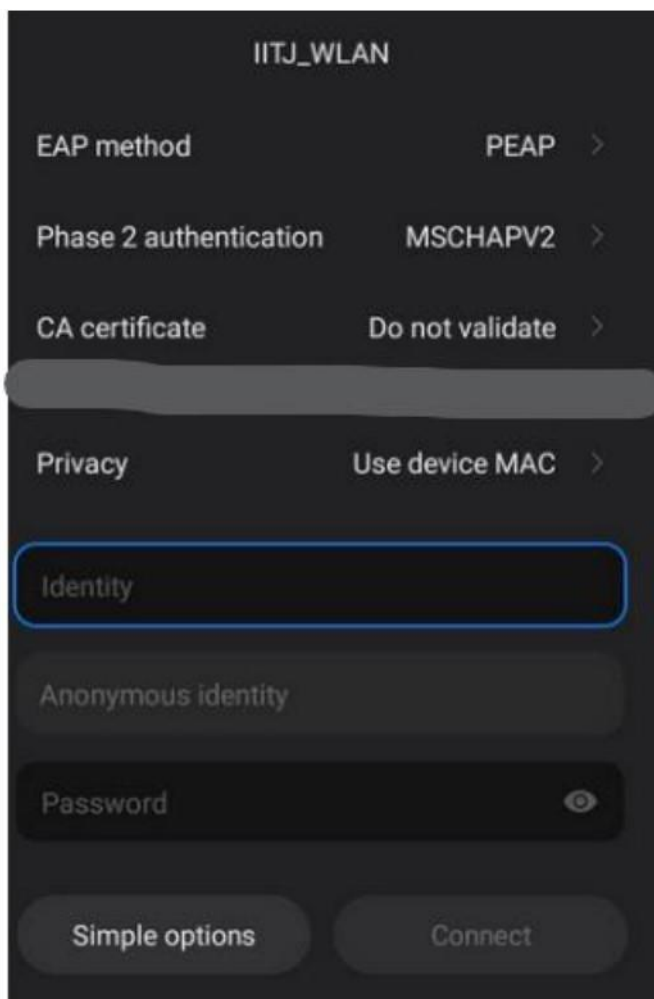 IITJ_WLAN
EAP method PEAP
Phase 2 authentication MSCHAPV2
CA certificate Do not validate
Privacy Use device MAC
Identity
Anonymous identity
Password
Simple options Connect